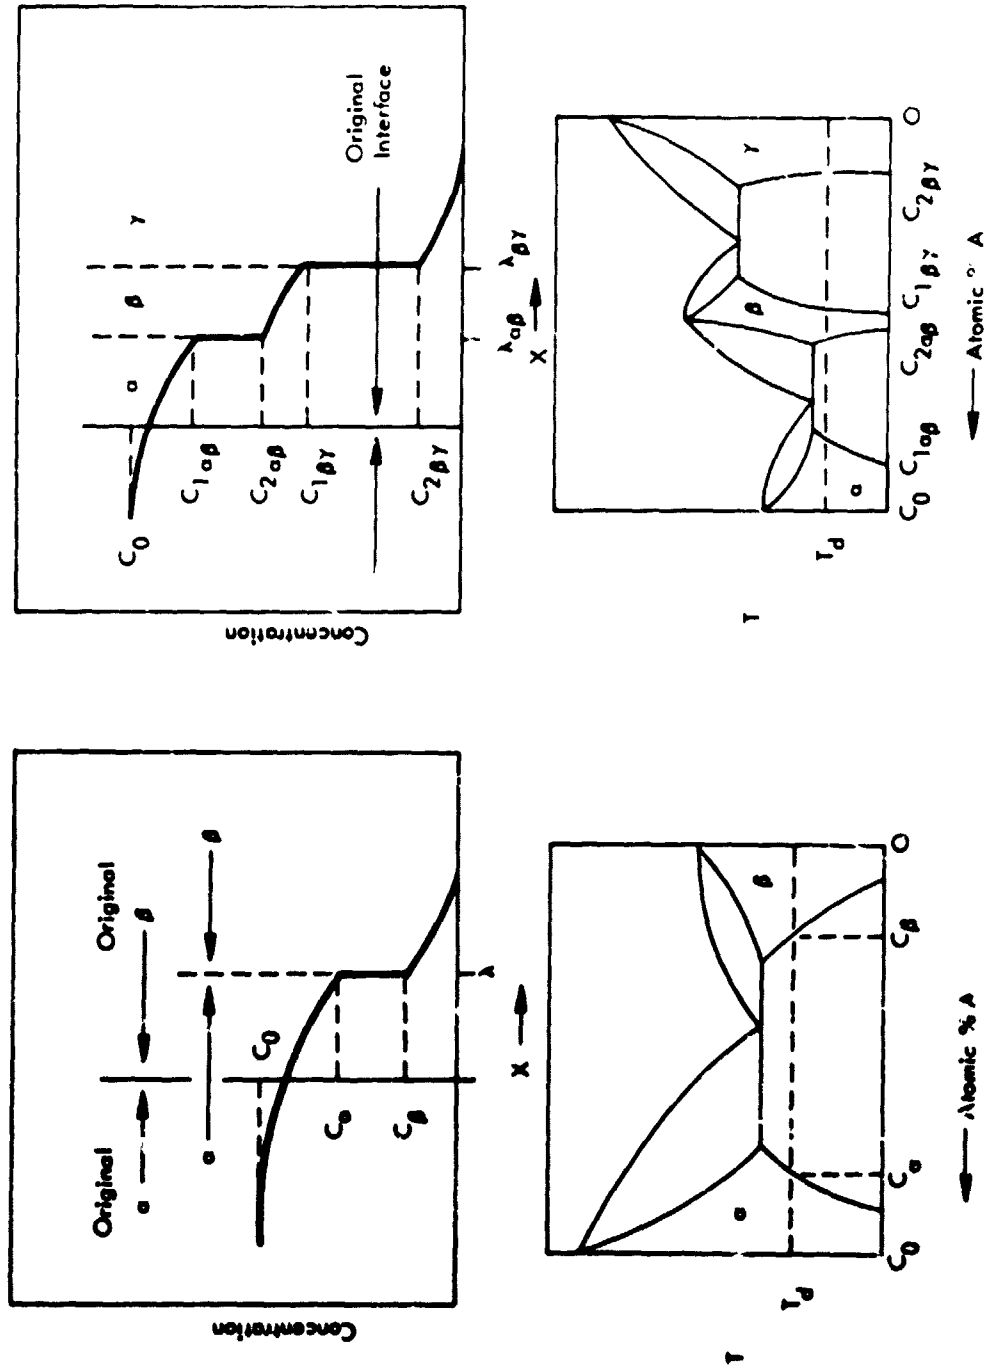 Concentration
α
β
γ
C0
C1αβ
C2αβ
C1βγ
C2βγ
Original
Interface
λαβ
λβγ
X
T
Td
α
β
γ
C0
C1αβ
C2αβ
C1βγ
C2βγ
O
Atomic % A
Concentration
Original
α
Original
β
α
β
C0
Cα
Cβ
λ
X
T
Td
α
β
C0
Cα
Cβ
O
Atomic % A